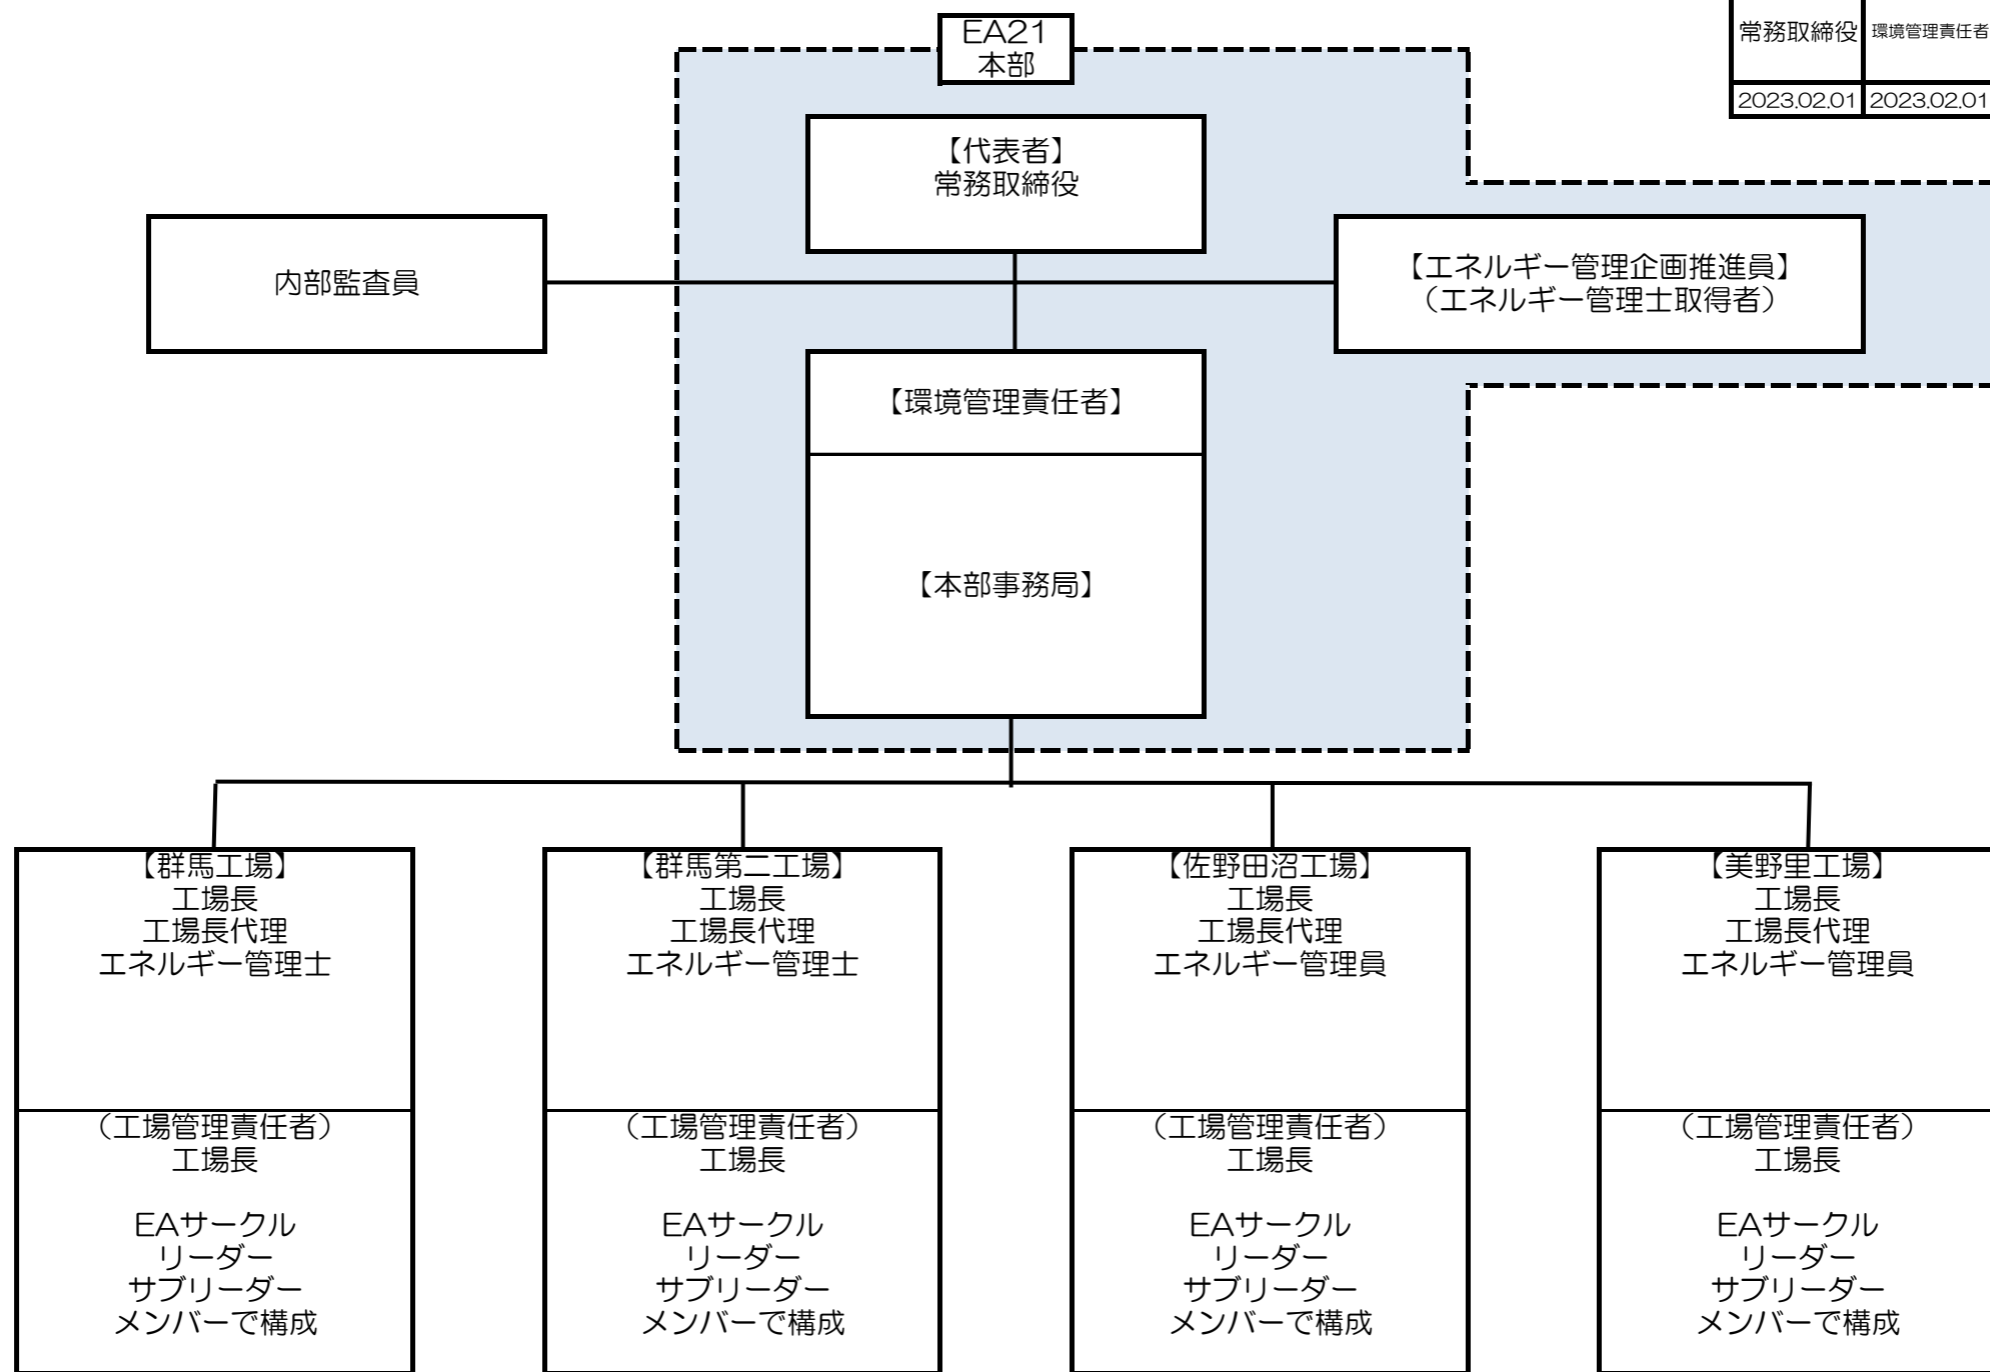 EA21
本部
常務取締役
環境管理責任者
2023.02.01
2023.02.01
【代表者】
常務取締役
内部監査員
【エネルギー管理企画推進員】
（エネルギー管理士取得者）
【環境管理責任者】
【本部事務局】
【群馬工場】
工場長
工場長代理
エネルギー管理士
（工場管理責任者）
工場長
EAサークル
リーダー
サブリーダー
メンバーで構成
【群馬第二工場】
工場長
工場長代理
エネルギー管理士
（工場管理責任者）
工場長
EAサークル
リーダー
サブリーダー
メンバーで構成
【佐野田沼工場】
工場長
工場長代理
エネルギー管理員
（工場管理責任者）
工場長
EAサークル
リーダー
サブリーダー
メンバーで構成
【美野里工場】
工場長
工場長代理
エネルギー管理員
（工場管理責任者）
工場長
EAサークル
リーダー
サブリーダー
メンバーで構成